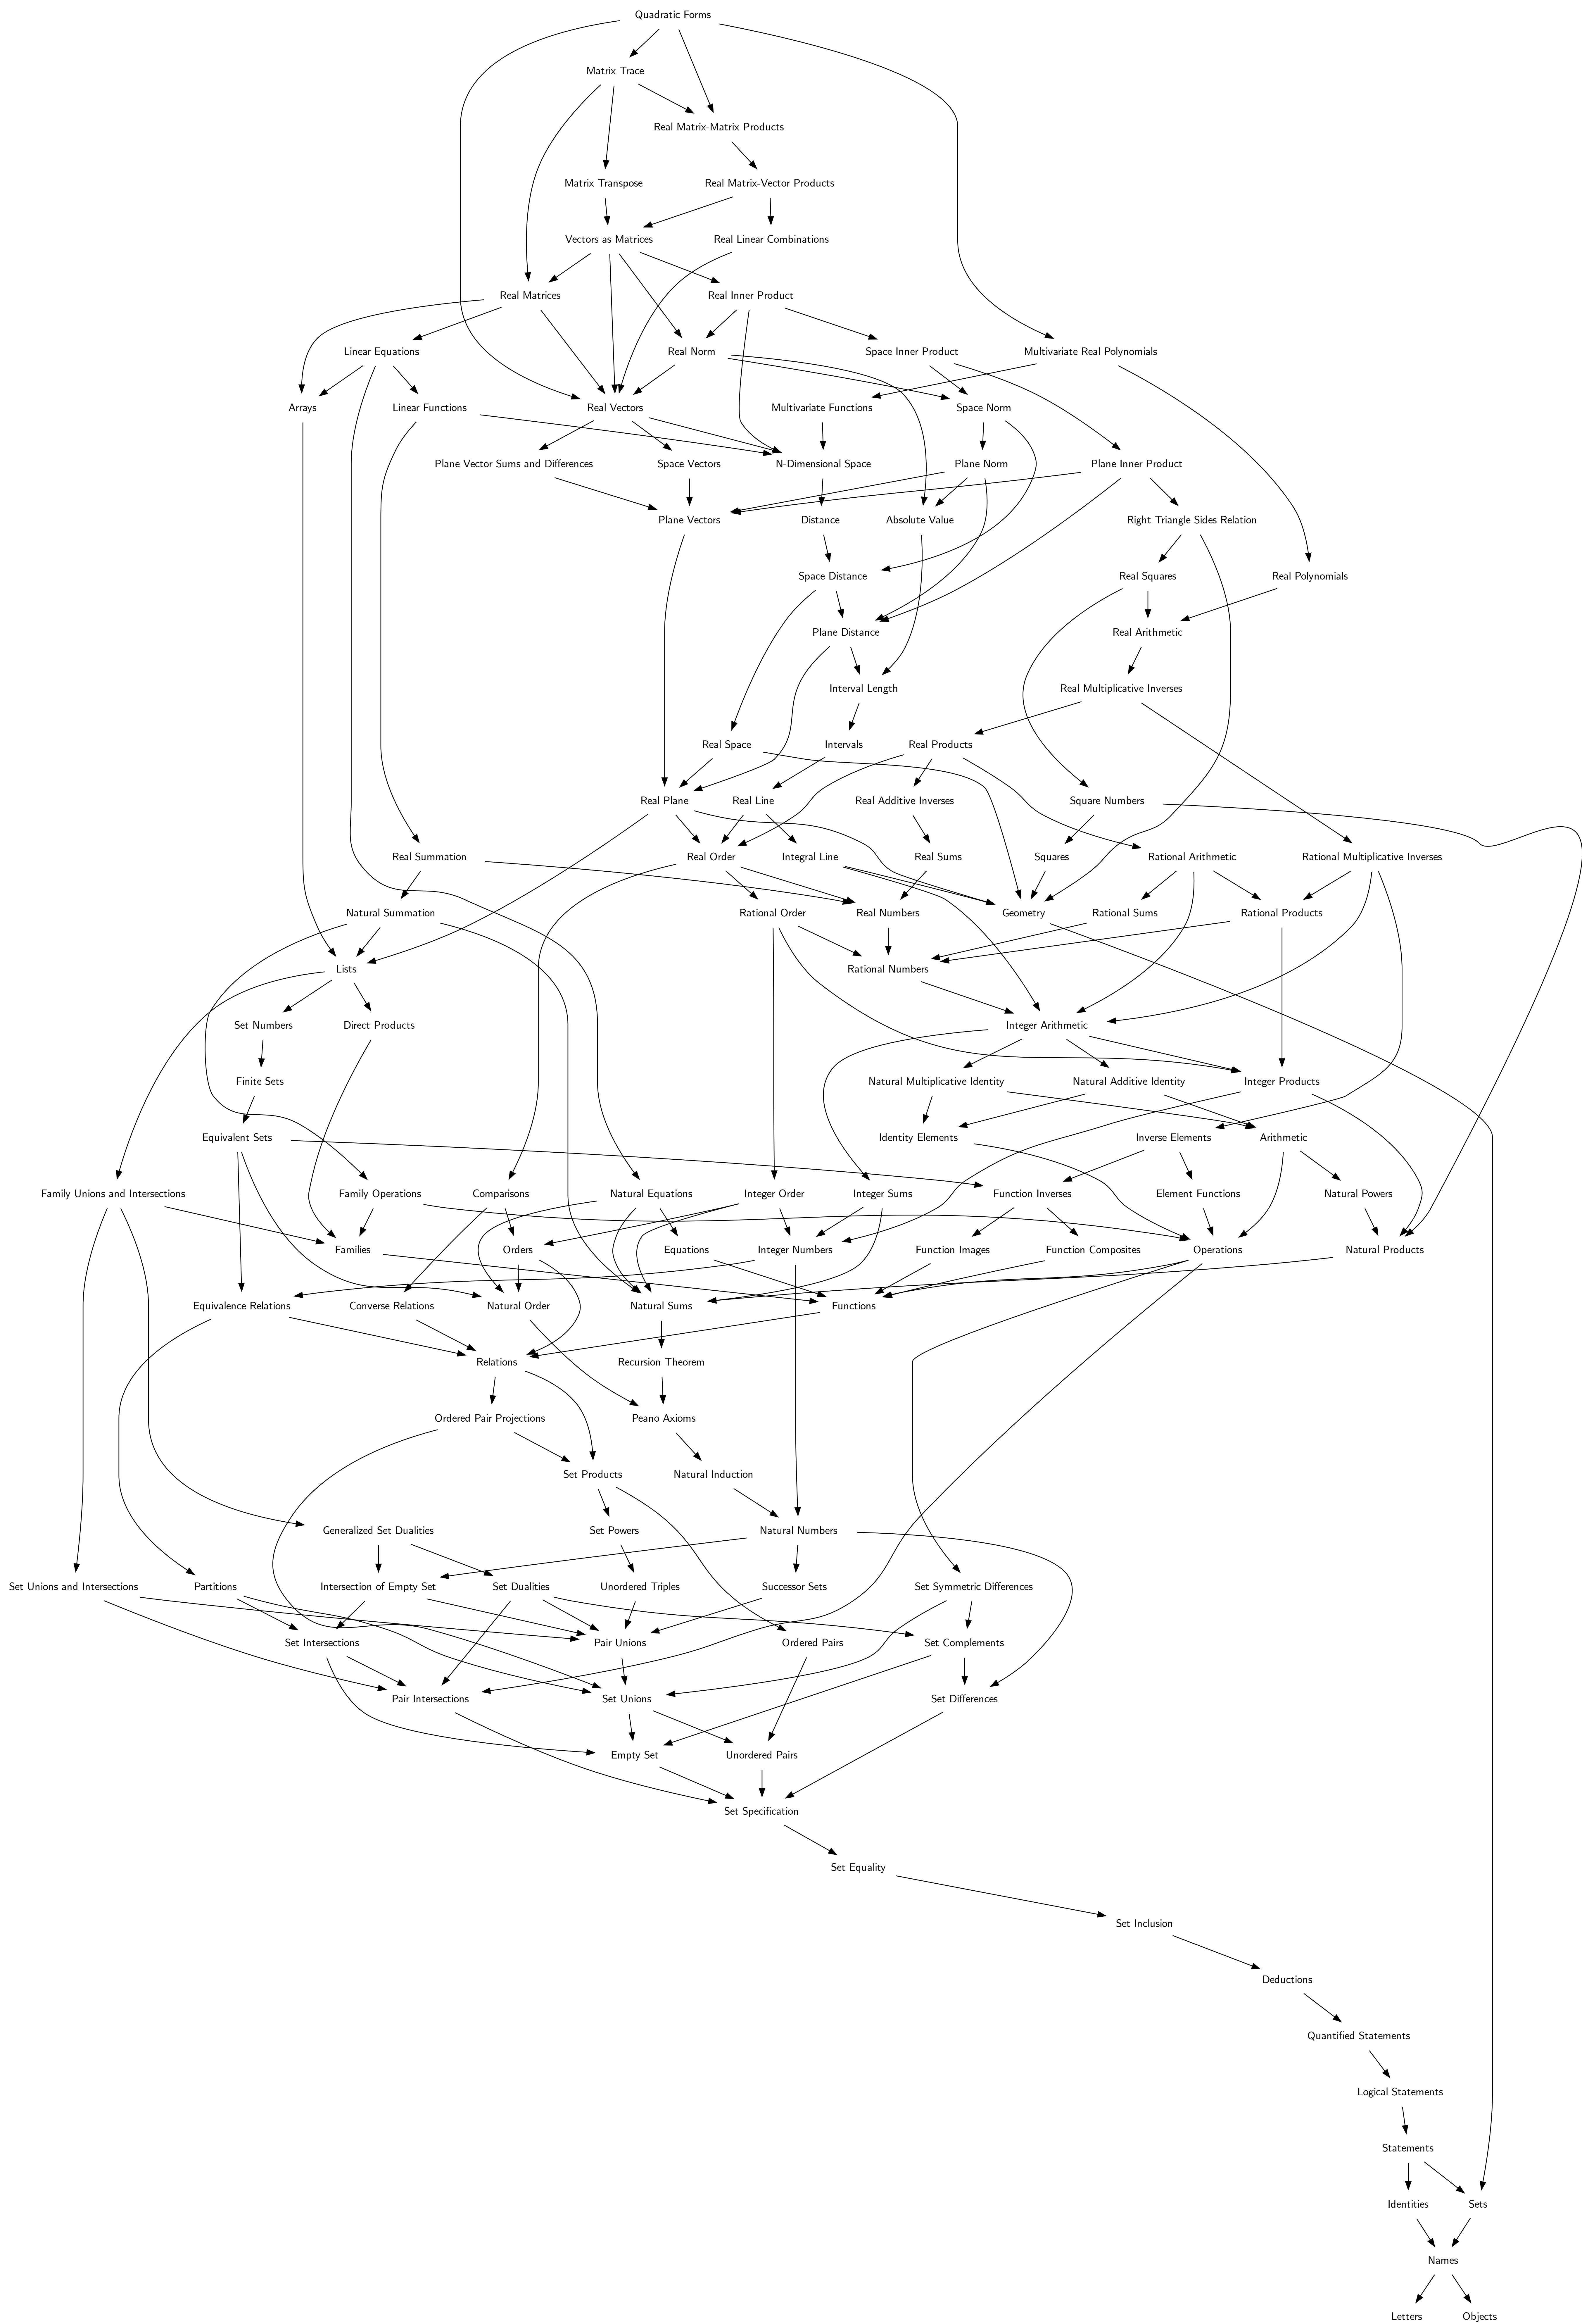 Quadratic Forms
Matrix Trace
Real Matrix-Matrix Products
Matrix Transpose
Real Matrix-Vector Products
Vectors as Matrices
Real Linear Combinations
Real Matrices
Real Inner Product
Linear Equations
Real Norm
Space Inner Product
Multivariate Real Polynomials
Arrays
Linear Functions
Real Vectors
Multivariate Functions
Space Norm
Plane Vector Sums and Differences
Space Vectors
N-Dimensional Space
Plane Norm
Plane Inner Product
Plane Vectors
Distance
Absolute Value
Right Triangle Sides Relation
Space Distance
Real Squares
Real Polynomials
Plane Distance
Real Arithmetic
Interval Length
Real Multiplicative Inverses
Real Space
Intervals
Real Products
Real Plane
Real Line
Real Additive Inverses
Square Numbers
Real Summation
Real Order
Integral Line
Real Sums
Squares
Rational Arithmetic
Rational Multiplicative Inverses
Natural Summation
Rational Order
Real Numbers
Geometry
Rational Sums
Rational Products
Lists
Rational Numbers
Set Numbers
Direct Products
Integer Arithmetic
Finite Sets
Natural Multiplicative Identity
Natural Additive Identity
Integer Products
Equivalent Sets
Identity Elements
Inverse Elements
Arithmetic
Family Unions and Intersections
Family Operations
Comparisons
Natural Equations
Integer Order
Integer Sums
Function Inverses
Element Functions
Natural Powers
Families
Orders
Equations
Integer Numbers
Function Images
Function Composites
Operations
Natural Products
Equivalence Relations
Converse Relations
Natural Order
Natural Sums
Functions
Relations
Recursion Theorem
Ordered Pair Projections
Peano Axioms
Set Products
Natural Induction
Generalized Set Dualities
Set Powers
Natural Numbers
Set Unions and Intersections
Partitions
Intersection of Empty Set
Set Dualities
Unordered Triples
Successor Sets
Set Symmetric Differences
Set Intersections
Pair Unions
Ordered Pairs
Set Complements
Pair Intersections
Set Unions
Set Differences
Empty Set
Unordered Pairs
Set Specification
Set Equality
Set Inclusion
Deductions
Quantified Statements
Logical Statements
Statements
Identities
Sets
Names
Letters
Objects